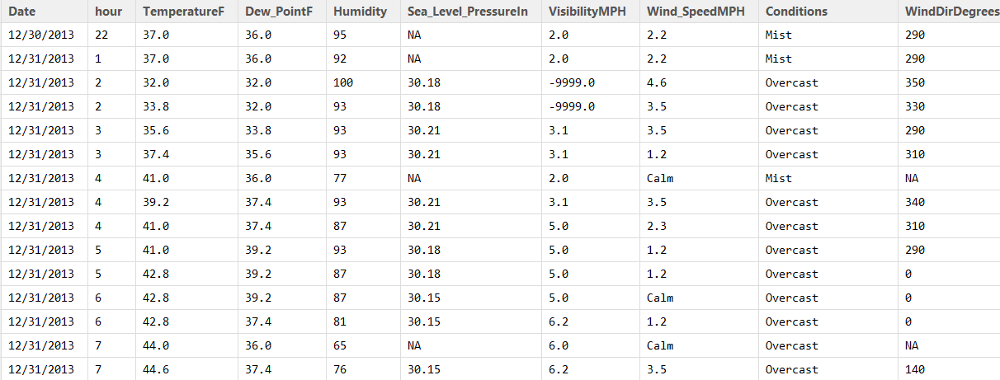 Date hour TemperatureF Dew_PointF Humidity Sea_Level_PressureIn VisibilityMPH Wind_SpeedMPH Conditions WindDirDegrees
12/30/2013 22 37.0 36.0 95 NA 2.0 2.2 Mist 290
12/31/2013 1 37.0 36.0 92 NA 2.0 2.2 Mist 290
12/31/2013 2 32.0 32.0 100 30.18 -9999.0 4.6 Overcast 350
12/31/2013 2 33.8 32.0 93 30.18 -9999.0 3.5 Overcast 330
12/31/2013 3 35.6 33.8 93 30.21 3.1 3.5 Overcast 290
12/31/2013 3 37.4 35.6 93 30.21 3.1 1.2 Overcast 310
12/31/2013 4 41.0 36.0 77 NA 2.0 Calm Mist NA
12/31/2013 4 39.2 37.4 93 30.21 3.1 3.5 Overcast 340
12/31/2013 4 41.0 37.4 87 30.21 5.0 2.3 Overcast 310
12/31/2013 5 41.0 39.2 93 30.18 5.0 1.2 Overcast 290
12/31/2013 5 42.8 39.2 87 30.18 5.0 1.2 Overcast 0
12/31/2013 6 42.8 39.2 87 30.15 5.0 Calm Overcast 0
12/31/2013 6 42.8 37.4 81 30.15 6.2 1.2 Overcast 0
12/31/2013 7 44.0 36.0 65 NA 6.0 Calm Overcast NA
12/31/2013 7 44.6 37.4 76 30.15 6.2 3.5 Overcast 140